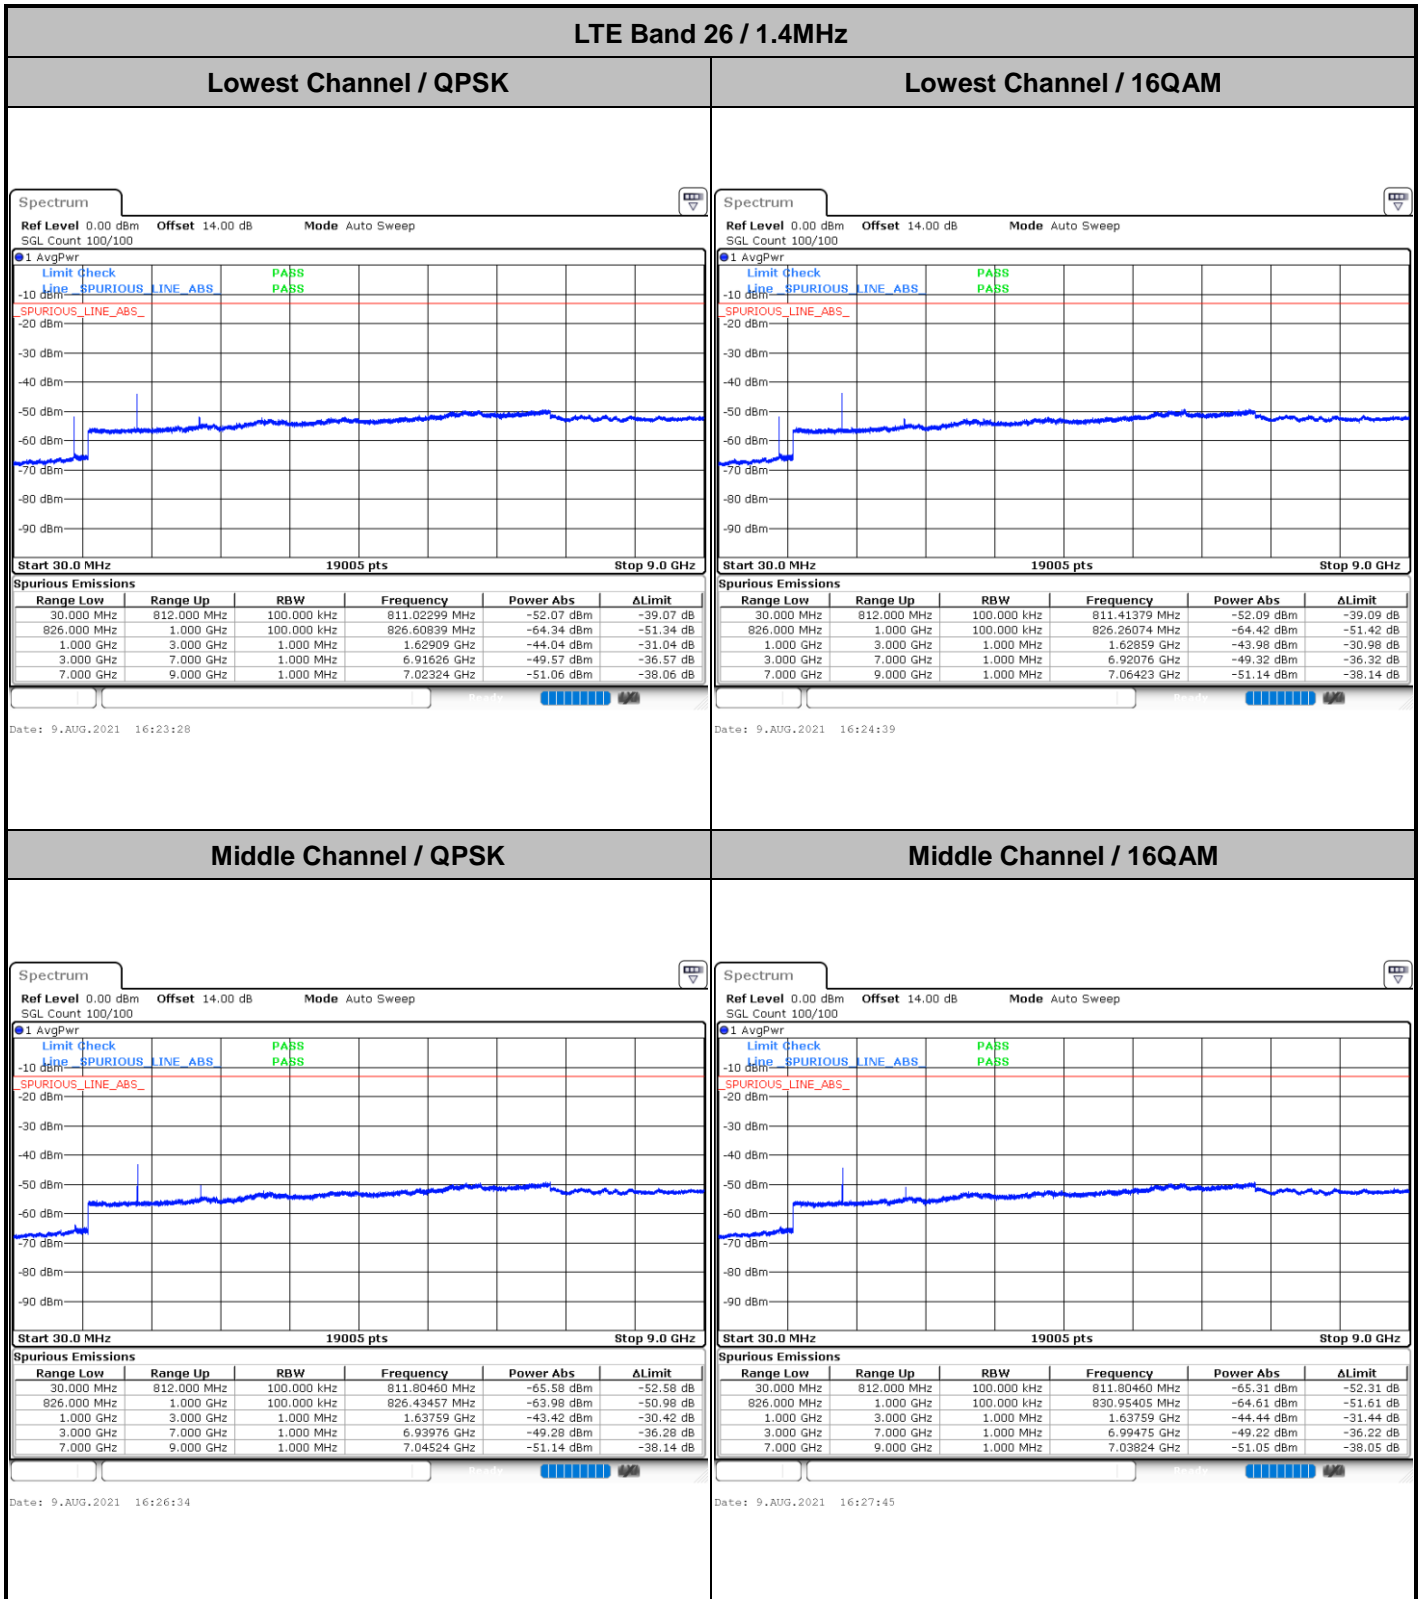 LTE Band 26 / 1.4MHz
Lowest Channel / QPSK
Lowest Channel / 16QAM
Spectrum
Ref Level 0.00 dBm Offset 14.00 dB Mode Auto Sweep
SGL Count 100/100
1 AvgPwr
Limit Check PASS
Line _SPURIOUS_LINE_ABS_ PASS
-10 dBm
_SPURIOUS_LINE_ABS_
-20 dBm
-30 dBm
-40 dBm
-50 dBm
-60 dBm
-70 dBm
-80 dBm
-90 dBm
Start 30.0 MHz 19005 pts Stop 9.0 GHz
Spurious Emissions
Range Low Range Up RBW Frequency Power Abs ΔLimit
30.000 MHz 812.000 MHz 100.000 kHz 811.02299 MHz -52.07 dBm -39.07 dB
826.000 MHz 1.000 GHz 100.000 kHz 826.60839 MHz -64.34 dBm -51.34 dB
1.000 GHz 3.000 GHz 1.000 MHz 1.62909 GHz -44.04 dBm -31.04 dB
3.000 GHz 7.000 GHz 1.000 MHz 6.91626 GHz -49.57 dBm -36.57 dB
7.000 GHz 9.000 GHz 1.000 MHz 7.02324 GHz -51.06 dBm -38.06 dB
Date: 9.AUG.2021 16:23:28
Spectrum
Ref Level 0.00 dBm Offset 14.00 dB Mode Auto Sweep
SGL Count 100/100
1 AvgPwr
Limit Check PASS
Line _SPURIOUS_LINE_ABS_ PASS
-10 dBm
_SPURIOUS_LINE_ABS_
-20 dBm
-30 dBm
-40 dBm
-50 dBm
-60 dBm
-70 dBm
-80 dBm
-90 dBm
Start 30.0 MHz 19005 pts Stop 9.0 GHz
Spurious Emissions
Range Low Range Up RBW Frequency Power Abs ΔLimit
30.000 MHz 812.000 MHz 100.000 kHz 811.41379 MHz -52.09 dBm -39.09 dB
826.000 MHz 1.000 GHz 100.000 kHz 826.26074 MHz -64.42 dBm -51.42 dB
1.000 GHz 3.000 GHz 1.000 MHz 1.62859 GHz -43.98 dBm -30.98 dB
3.000 GHz 7.000 GHz 1.000 MHz 6.92076 GHz -49.32 dBm -36.32 dB
7.000 GHz 9.000 GHz 1.000 MHz 7.06423 GHz -51.14 dBm -38.14 dB
Date: 9.AUG.2021 16:24:39
Middle Channel / QPSK
Middle Channel / 16QAM
Spectrum
Ref Level 0.00 dBm Offset 14.00 dB Mode Auto Sweep
SGL Count 100/100
1 AvgPwr
Limit Check PASS
Line _SPURIOUS_LINE_ABS_ PASS
-10 dBm
_SPURIOUS_LINE_ABS_
-20 dBm
-30 dBm
-40 dBm
-50 dBm
-60 dBm
-70 dBm
-80 dBm
-90 dBm
Start 30.0 MHz 19005 pts Stop 9.0 GHz
Spurious Emissions
Range Low Range Up RBW Frequency Power Abs ΔLimit
30.000 MHz 812.000 MHz 100.000 kHz 811.80460 MHz -65.58 dBm -52.58 dB
826.000 MHz 1.000 GHz 100.000 kHz 826.43457 MHz -63.98 dBm -50.98 dB
1.000 GHz 3.000 GHz 1.000 MHz 1.63759 GHz -43.42 dBm -30.42 dB
3.000 GHz 7.000 GHz 1.000 MHz 6.93976 GHz -49.28 dBm -36.28 dB
7.000 GHz 9.000 GHz 1.000 MHz 7.04524 GHz -51.14 dBm -38.14 dB
Date: 9.AUG.2021 16:26:34
Spectrum
Ref Level 0.00 dBm Offset 14.00 dB Mode Auto Sweep
SGL Count 100/100
1 AvgPwr
Limit Check PASS
Line _SPURIOUS_LINE_ABS_ PASS
-10 dBm
_SPURIOUS_LINE_ABS_
-20 dBm
-30 dBm
-40 dBm
-50 dBm
-60 dBm
-70 dBm
-80 dBm
-90 dBm
Start 30.0 MHz 19005 pts Stop 9.0 GHz
Spurious Emissions
Range Low Range Up RBW Frequency Power Abs ΔLimit
30.000 MHz 812.000 MHz 100.000 kHz 811.80460 MHz -65.31 dBm -52.31 dB
826.000 MHz 1.000 GHz 100.000 kHz 830.95405 MHz -64.61 dBm -51.61 dB
1.000 GHz 3.000 GHz 1.000 MHz 1.63759 GHz -44.44 dBm -31.44 dB
3.000 GHz 7.000 GHz 1.000 MHz 6.99475 GHz -49.22 dBm -36.22 dB
7.000 GHz 9.000 GHz 1.000 MHz 7.03824 GHz -51.05 dBm -38.05 dB
Date: 9.AUG.2021 16:27:45